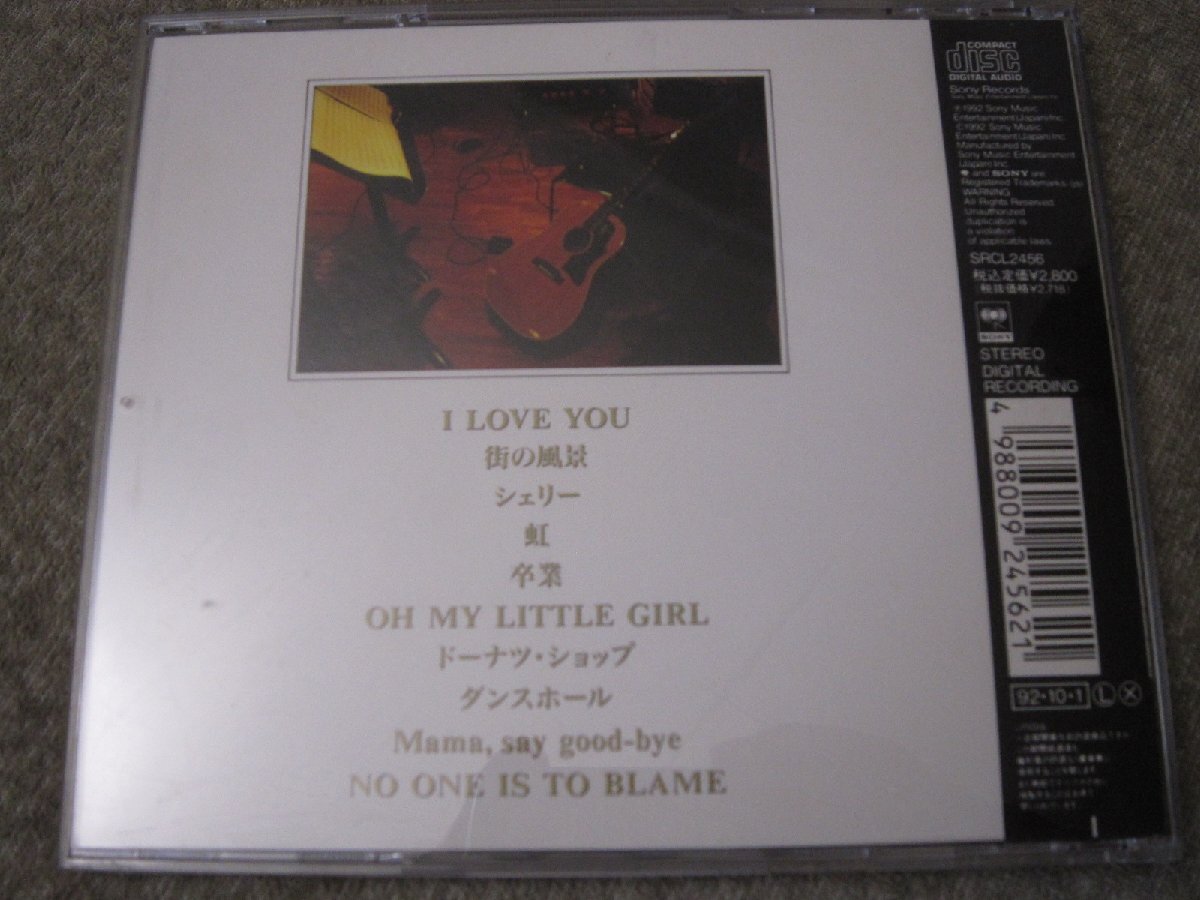 I LOVE YOU
街の風景
シェリー
虹
卒業
OH MY LITTLE GIRL
ドーナツ・ショップ
ダンスホール
Mama, say good-bye
NO ONE IS TO BLAME
COMPACT
disc
DIGITAL AUDIO
Sony Records
℗1992 Sony Music
Entertainment(Japan)Inc.
©1992 Sony Music
Entertainment(Japan)Inc.
Manufactured by
Sony Music Entertainment
(Japan)Inc.
and SONY are
Registered Trademarks.
WARNING
All Rights Reserved.
Unauthorized
duplication is
a violation
of applicable laws.
SRCL2456
税込定価¥2,800
(税抜価格¥2,718)
SONY
STEREO
DIGITAL
RECORDING
4 988009 245621
92・10・1 L X